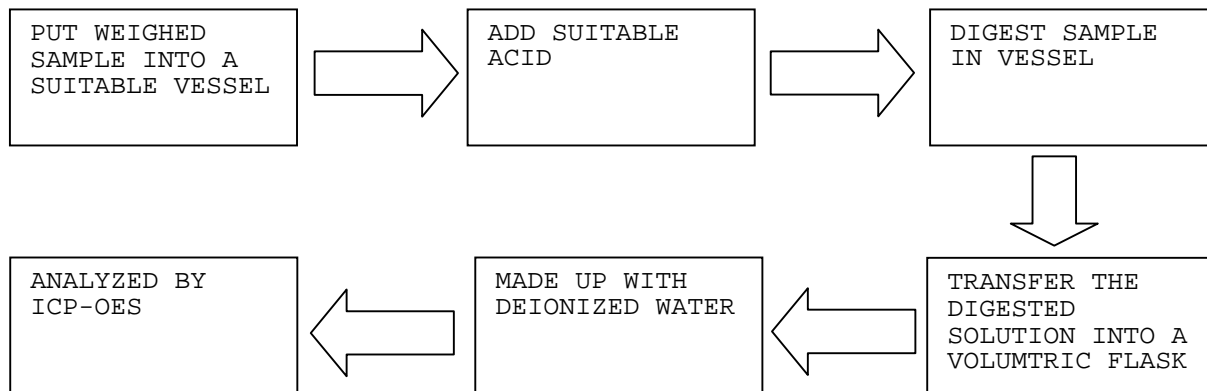 PUT WEIGHED
SAMPLE INTO A
SUITABLE VESSEL
ADD SUITABLE
ACID
DIGEST SAMPLE
IN VESSEL
TRANSFER THE
DIGESTED
SOLUTION INTO A
VOLUMTRIC FLASK
MADE UP WITH
DEIONIZED WATER
ANALYZED BY
ICP-OES